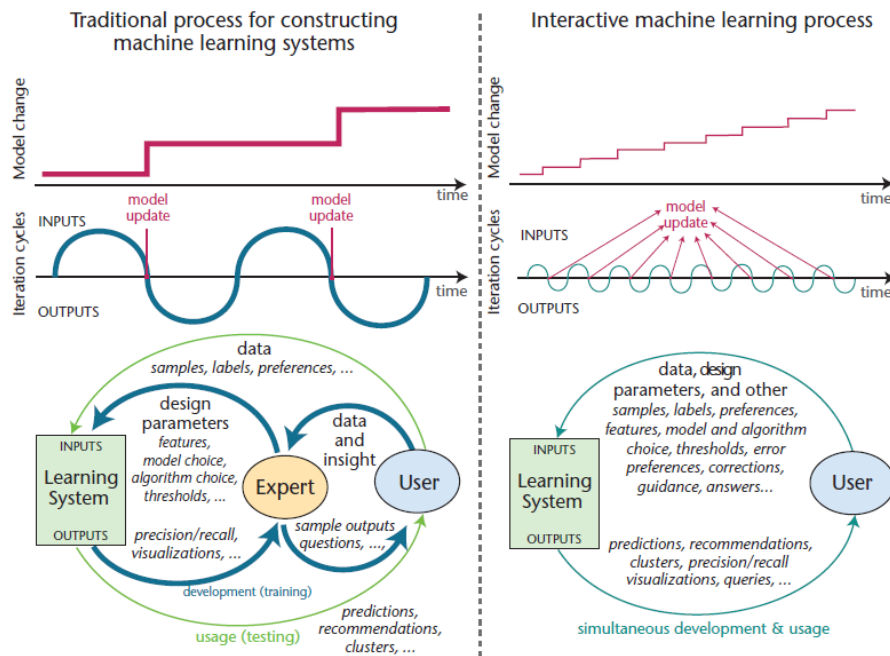 Traditional process for constructing
machine learning systems
Model change
time
model
update
model
update
Iteration cycles
INPUTS
OUTPUTS
time
data
samples, labels, preferences, ...
design
parameters
features,
model choice,
algorithm choice,
thresholds, ...
data
and
insight
INPUTS
Learning
System
OUTPUTS
Expert
User
precision/recall,
visualizations, ...
sample outputs
questions, ...,
development (training)
usage (testing)
predictions,
recommendations,
clusters, ...
Interactive machine learning process
Model change
time
model
update
Iteration cycles
INPUTS
OUTPUTS
time
data, design
parameters, and other
samples, labels, preferences,
features, model and algorithm
choice, thresholds, error
preferences, corrections,
guidance, answers...
INPUTS
Learning
System
OUTPUTS
User
predictions, recommendations,
clusters, precision/recall
visualizations, queries, ...
simultaneous development & usage